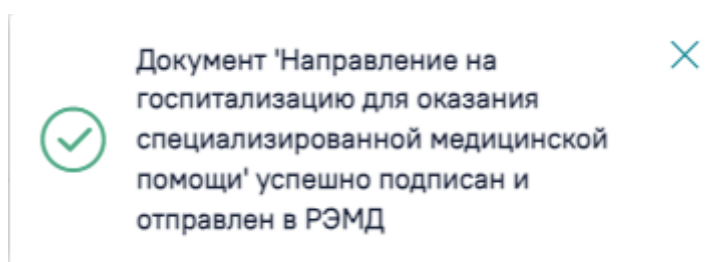 Документ 'Направление на
госпитализацию для оказания
специализированной медицинской
помощи' успешно подписан и
отправлен в РЭМД